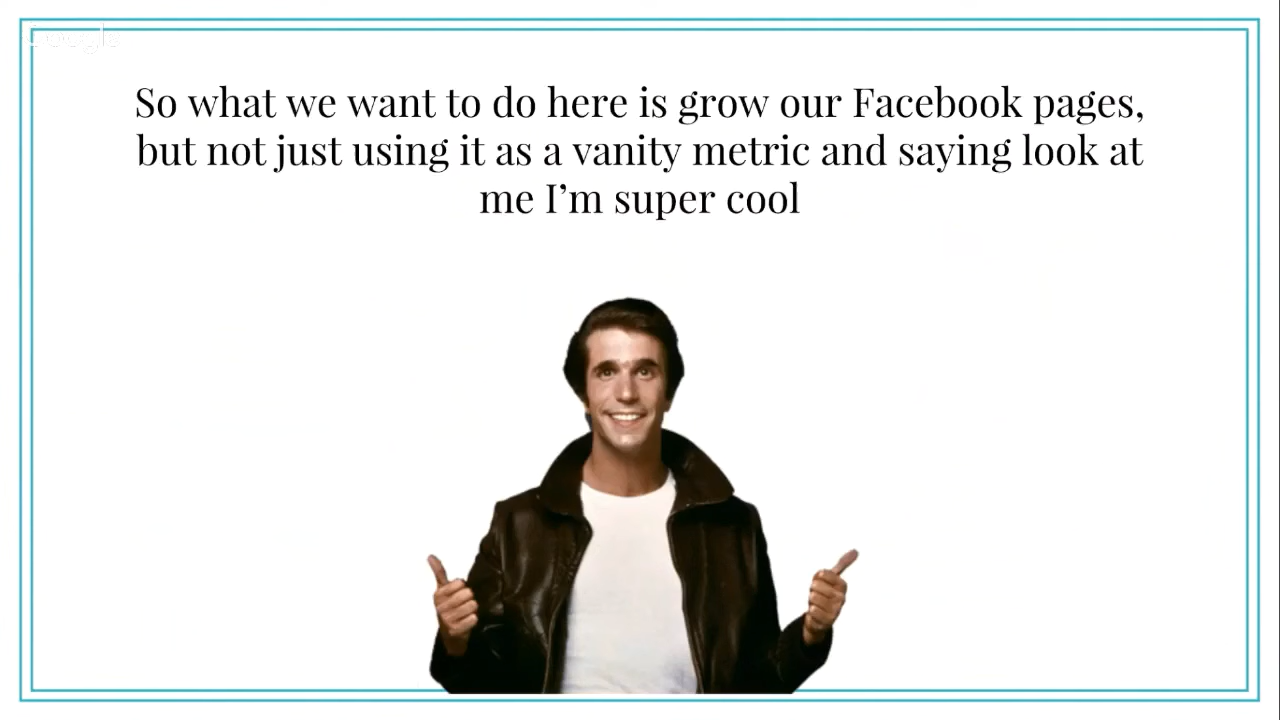 Google
So what we want to do here is grow our Facebook pages,
but not just using it as a vanity metric and saying look at
me I’m super cool